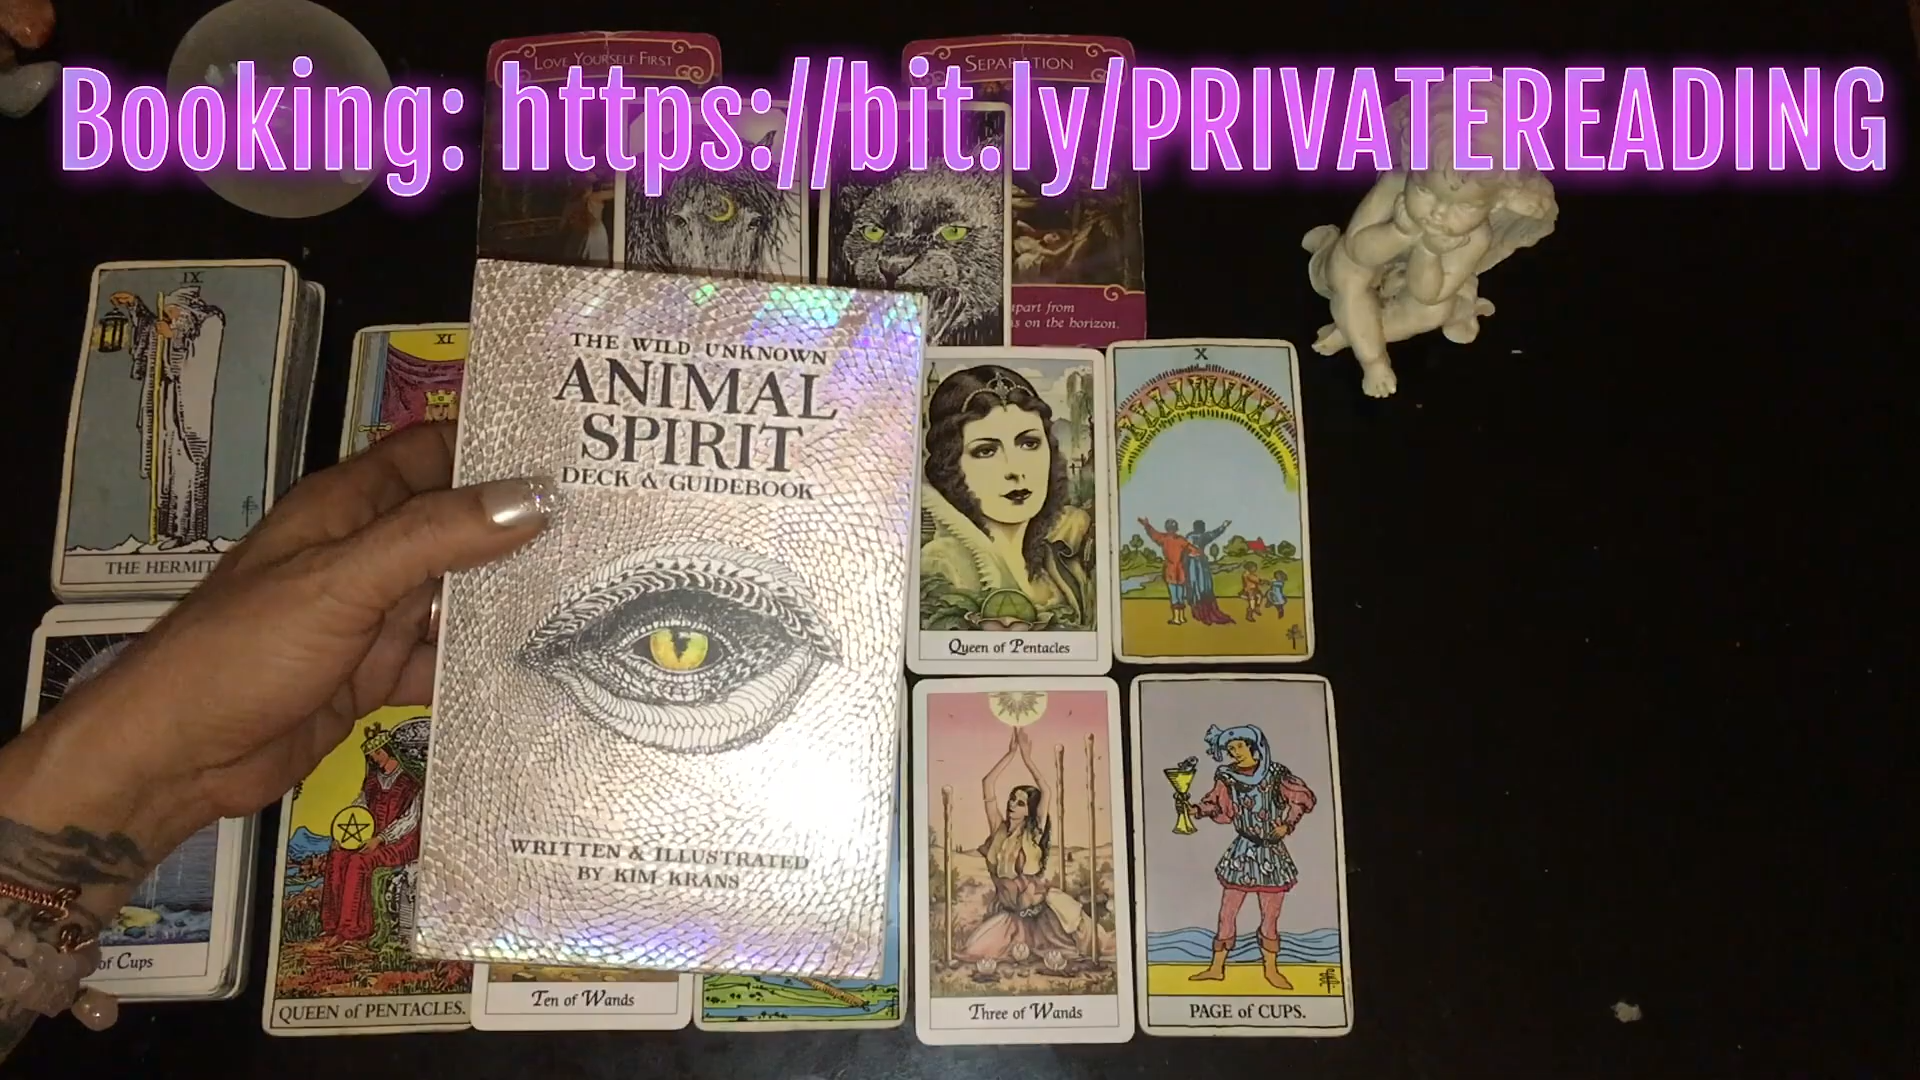 LOVE YOURSELF FIRST
SEPARATION
Booking: https://bit.ly/PRIVATEREADING
apart from
on the horizon.
IX
THE HERMIT
XI
THE WILD UNKNOWN
ANIMAL
SPIRIT
DECK & GUIDEBOOK
WRITTEN & ILLUSTRATED
BY KIM KRANS
Queen of Pentacles
X
of Cups
QUEEN of PENTACLES.
Ten of Wands
Three of Wands
PAGE of CUPS.